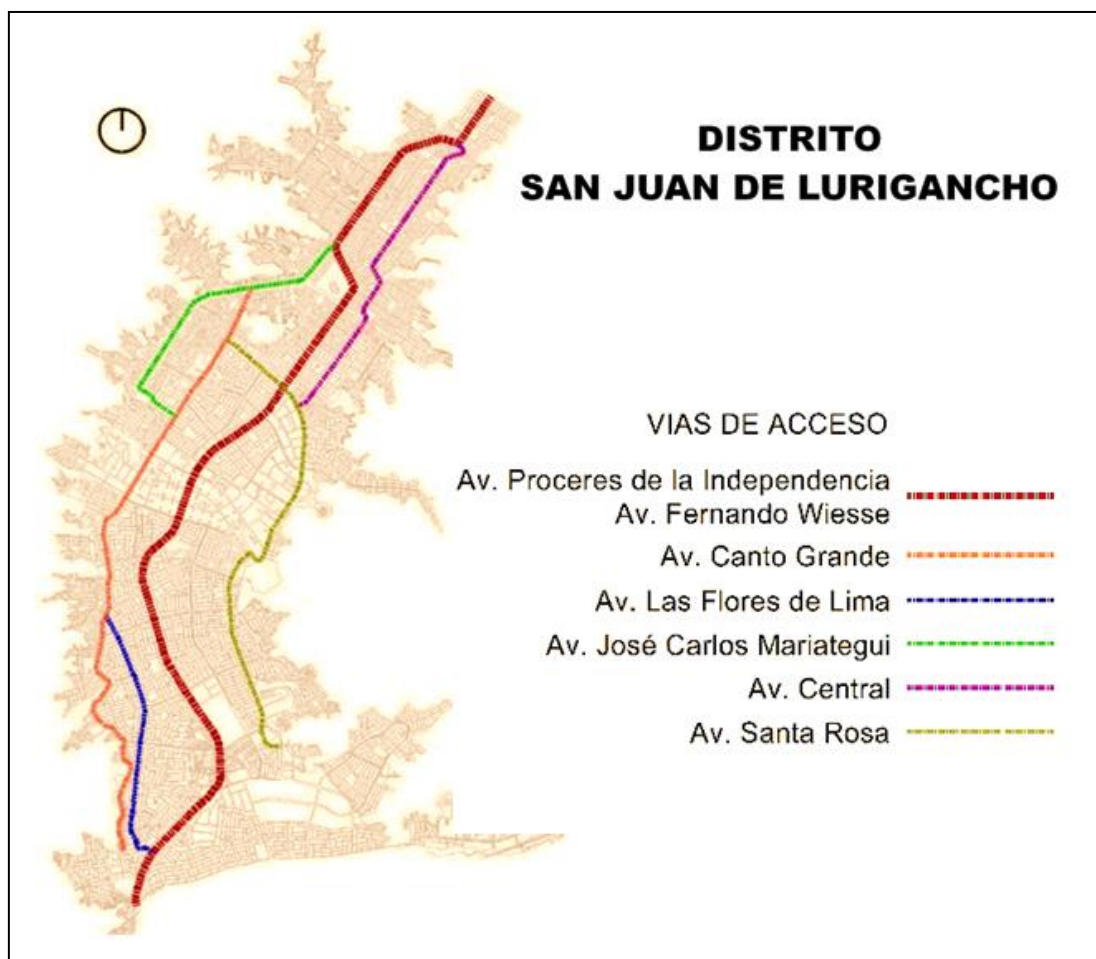 DISTRITO
SAN JUAN DE LURIGANCHO
VIAS DE ACCESO
Av. Proceres de la Independencia
Av. Fernando Wiesse
Av. Canto Grande
Av. Las Flores de Lima
Av. José Carlos Mariategui
Av. Central
Av. Santa Rosa